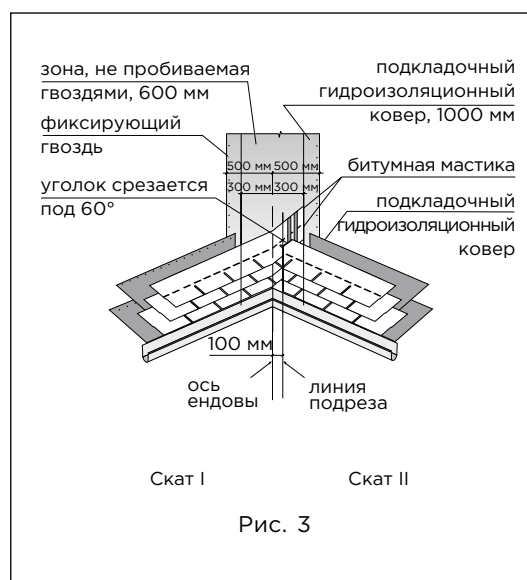 зона, не пробиваемая
гвоздями, 600 мм
фиксирующий
гвоздь
уголок срезается
под 60°
подкладочный
гидроизоляционный
ковер, 1000 мм
битумная мастика
подкладочный
гидроизоляционный
ковер
500 мм 500 мм
300 мм 300 мм
100 мм
ось
ендовы
линия
подреза
Скат I Скат II
Рис. 3